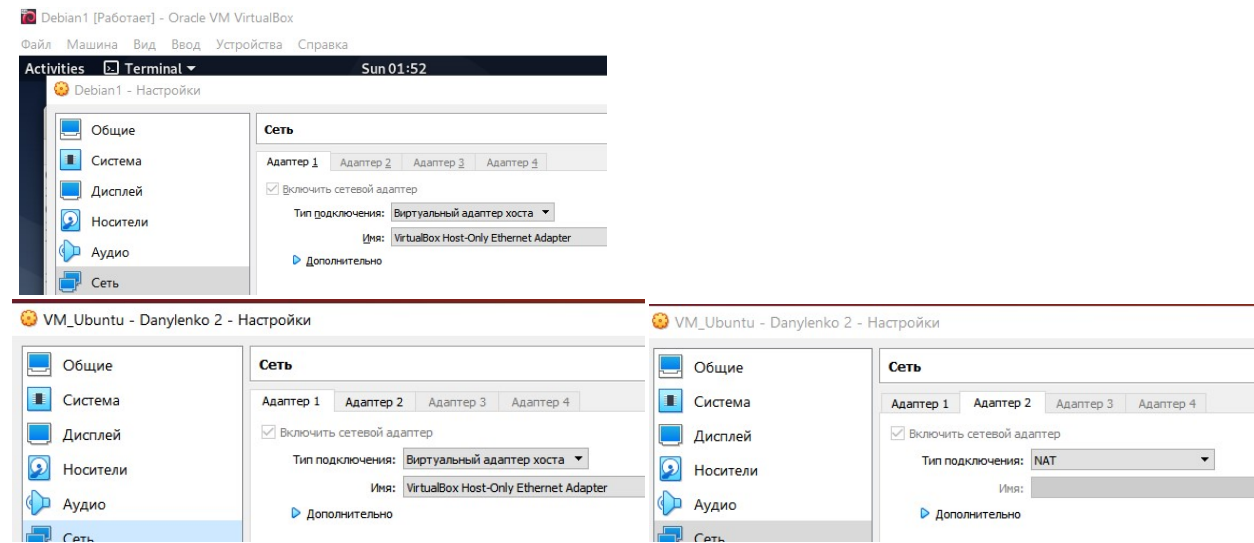 Debian1 [Работает] - Oracle VM VirtualBox
Файл Машина Вид Ввод Устройства Справка
Activities Terminal Sun 01:52
Debian1 - Настройки
Общие
Система
Дисплей
Носители
Аудио
Сеть
Сеть
Адаптер 1 Адаптер 2 Адаптер 3 Адаптер 4
Включить сетевой адаптер
Тип подключения: Виртуальный адаптер хоста
Имя: VirtualBox Host-Only Ethernet Adapter
Дополнительно
VM_Ubuntu - Danylenko 2 - Настройки
Общие
Система
Дисплей
Носители
Аудио
Сеть
Сеть
Адаптер 1 Адаптер 2 Адаптер 3 Адаптер 4
Включить сетевой адаптер
Тип подключения: Виртуальный адаптер хоста
Имя: VirtualBox Host-Only Ethernet Adapter
Дополнительно
VM_Ubuntu - Danylenko 2 - Настройки
Общие
Система
Дисплей
Носители
Аудио
Сеть
Сеть
Адаптер 1 Адаптер 2 Адаптер 3 Адаптер 4
Включить сетевой адаптер
Тип подключения: NAT
Имя:
Дополнительно